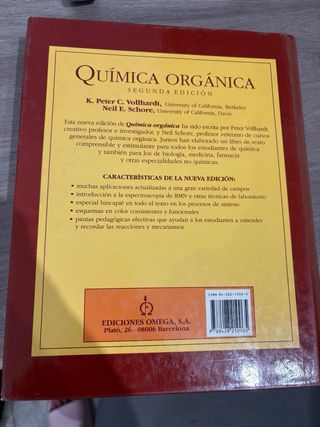 QUÍMICA ORGÁNICA
SEGUNDA EDICIÓN
K. Peter C. Vollhardt, University of California, Berkeley
Neil E. Schore, University of California, Davis
Esta nueva edición de Química orgánica ha sido escrita por Peter Vollhardt,
creativo profesor e investigador, y Neil Schore, profesor veterano de cursos
generales de química orgánica. Juntos han elaborado un libro de texto
comprensible y estimulante para todos los estudiantes de química
y también para los de biología, medicina, farmacia
y otras especialidades no químicas.
CARACTERÍSTICAS DE LA NUEVA EDICIÓN:
• muchas aplicaciones actualizadas a una gran variedad de campos
• introducción a la espectroscopia de RMN y otras técnicas de laboratorio
• especial hincapié en todo el texto en los procesos de síntesis
• esquemas en color consistentes y funcionales
• pautas pedagógicas efectivas que ayudan a los estudiantes a entender
y recordar las reacciones y mecanismos
EDICIONES OMEGA, S.A.
Plató, 26 - 08006 Barcelona